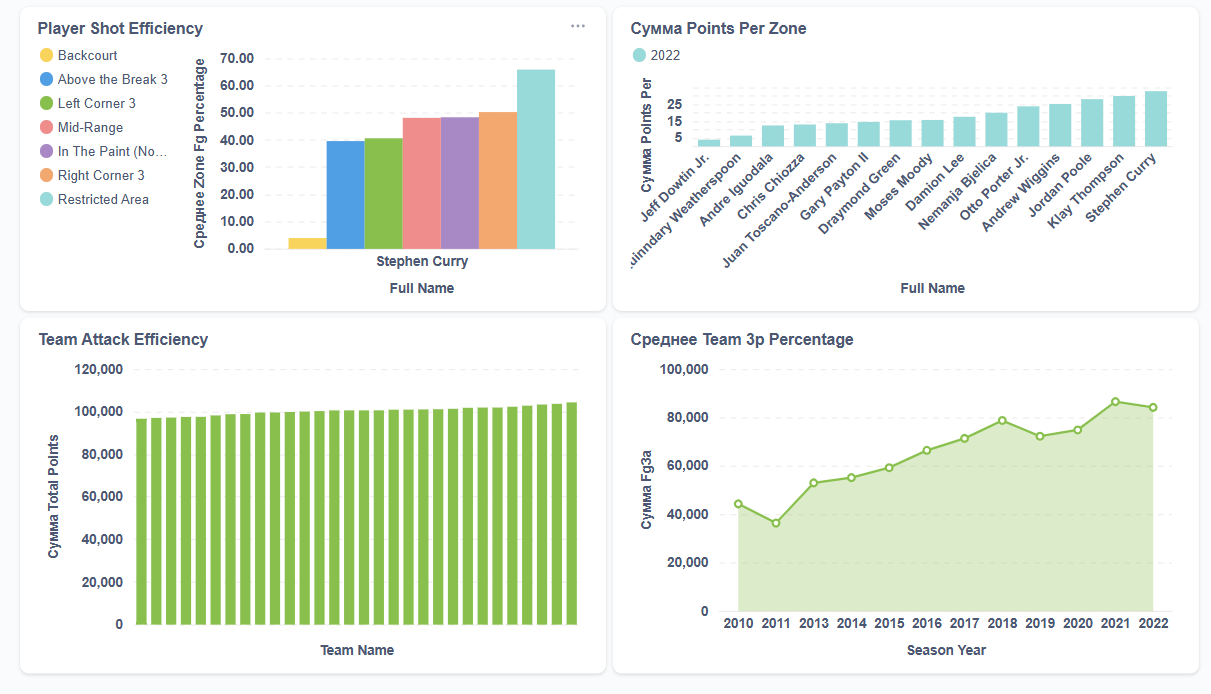 Player Shot Efficiency
Backcourt
Above the Break 3
Left Corner 3
Mid-Range
In The Paint (No...
Right Corner 3
Restricted Area
Среднее Zone Fg Percentage
70.00
60.00
50.00
40.00
30.00
20.00
10.00
0.00
Stephen Curry
Full Name
Сумма Points Per Zone
2022
Сумма Points Per
25
15
5
Jeff Dowtin Jr.
Weatherspoon
Andre Iguodala
Chris Chiozza
Juan Toscano-Anderson
Gary Payton II
Draymond Green
Moses Moody
Damion Lee
Nemanja Bjelica
Otto Porter Jr.
Andrew Wiggins
Jordan Poole
Klay Thompson
Stephen Curry
Full Name
Team Attack Efficiency
Сумма Total Points
120,000
100,000
80,000
60,000
40,000
20,000
0
Team Name
Среднее Team 3p Percentage
Сумма Fg3a
100,000
80,000
60,000
40,000
20,000
0
2010 2011 2013 2014 2015 2016 2017 2018 2019 2020 2021 2022
Season Year